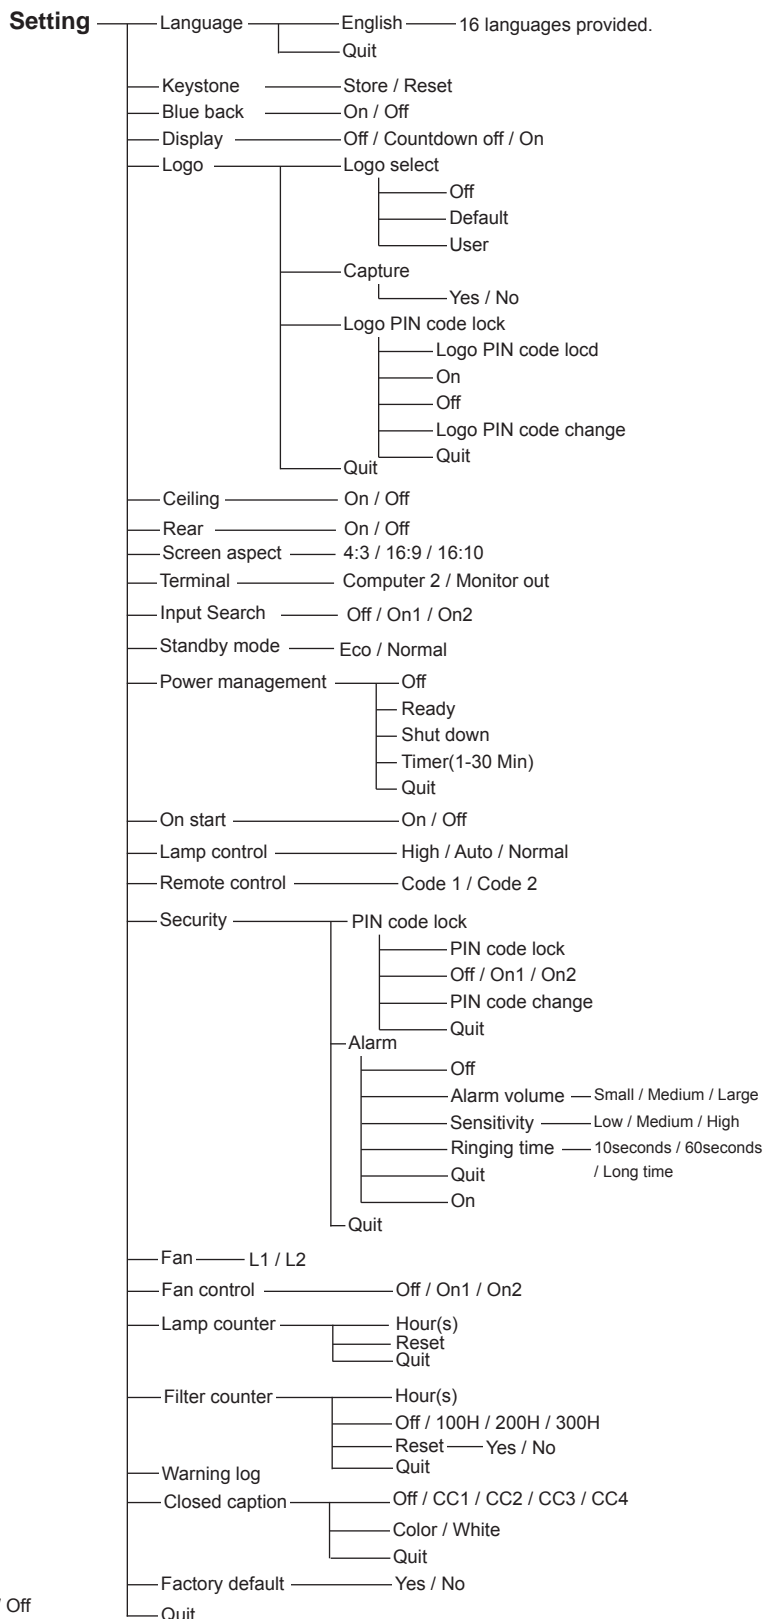 Setting Language English 16 languages provided.
Quit
Keystone Store / Reset
Blue back On / Off
Display Off / Countdown off / On
Logo Logo select
Off
Default
User
Capture
Yes / No
Logo PIN code lock
Logo PIN code locd
On
Off
Logo PIN code change
Quit
Quit
Ceiling On / Off
Rear On / Off
Screen aspect 4:3 / 16:9 / 16:10
Terminal Computer 2 / Monitor out
Input Search Off / On1 / On2
Standby mode Eco / Normal
Power management Off
Ready
Shut down
Timer(1-30 Min)
Quit
On start On / Off
Lamp control High / Auto / Normal
Remote control Code 1 / Code 2
Security PIN code lock
PIN code lock
Off / On1 / On2
PIN code change
Quit
Alarm
Off
Alarm volume Small / Medium / Large
Sensitivity Low / Medium / High
Ringing time 10seconds / 60seconds
Quit / Long time
On
Quit
Fan L1 / L2
Fan control Off / On1 / On2
Lamp counter Hour(s)
Reset
Quit
Filter counter Hour(s)
Off / 100H / 200H / 300H
Reset Yes / No
Quit
Warning log
Closed caption Off / CC1 / CC2 / CC3 / CC4
Color / White
Quit
Factory default Yes / No
/ Off
Quit